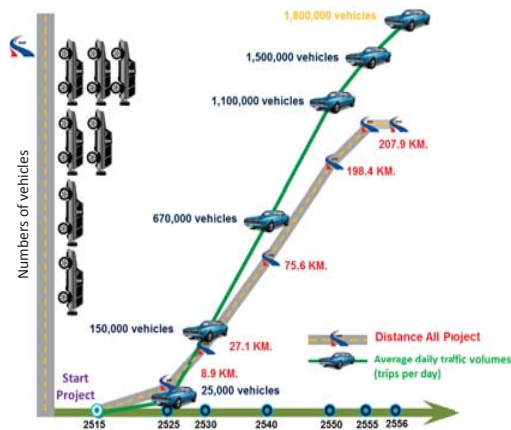 1,800,000 vehicles
1,500,000 vehicles
1,100,000 vehicles
207.9 KM.
198.4 KM.
Numbers of vehicles
670,000 vehicles
75.6 KM.
150,000 vehicles
27.1 KM.
Distance All Project
8.9 KM.
Average daily traffic volumes
(trips per day)
Start
Project
25,000 vehicles
2515
2525
2530
2540
2550
2555
2556